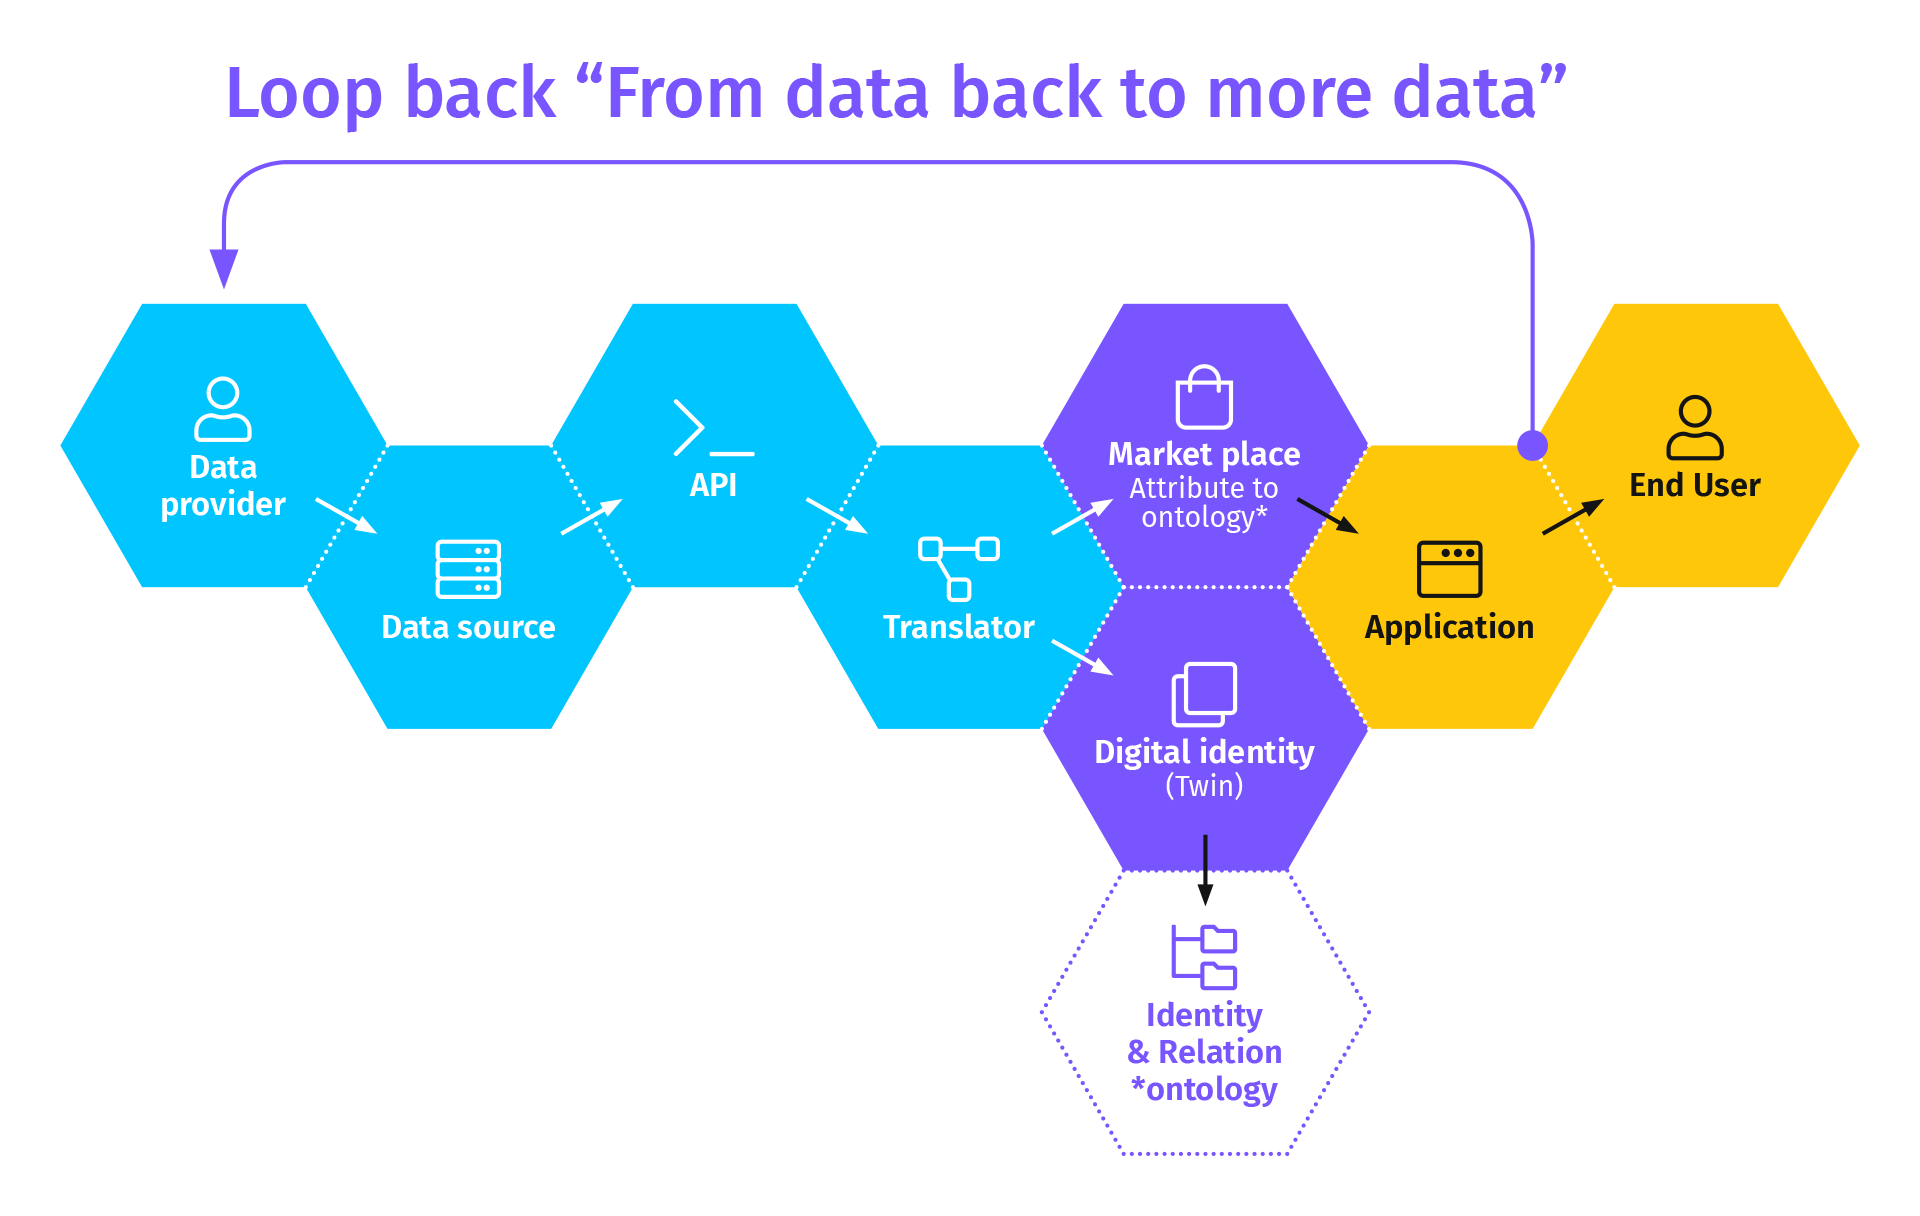 Loop back “From data back to more data”
Data
provider
Data source
API
Translator
Market place
Attribute to
ontology*
Digital identity
(Twin)
Identity
& Relation
*ontology
Application
End User